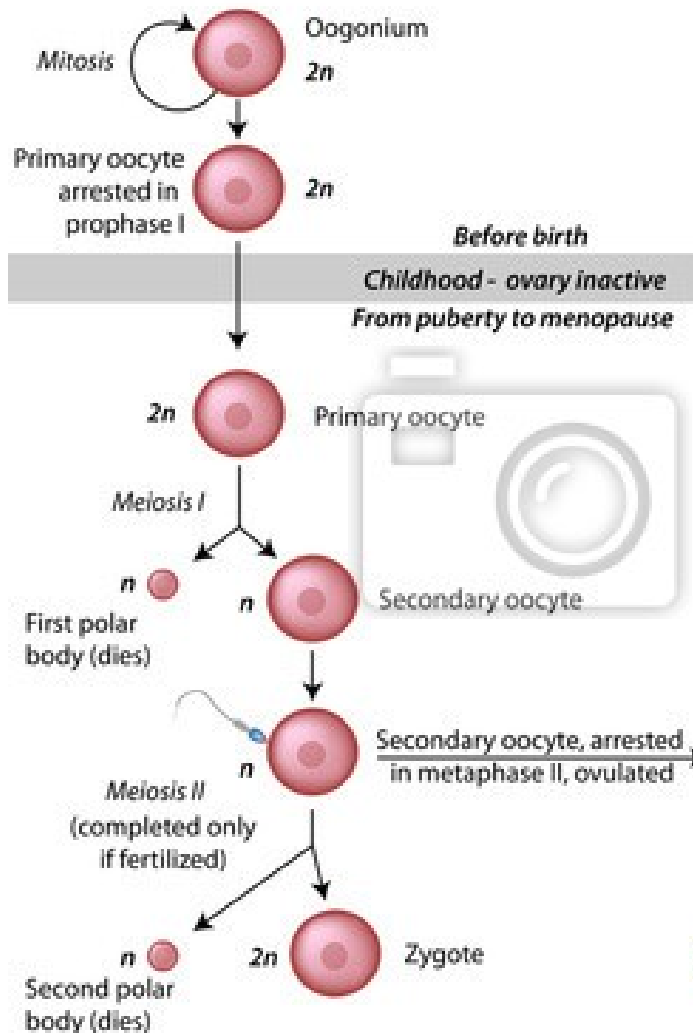 Oogonium
Mitosis
2n
Primary oocyte
arrested in
prophase I
2n
Before birth
Childhood - ovary inactive
From puberty to menopause
2n
Primary oocyte
Meiosis I
n
n
Secondary oocyte
First polar
body (dies)
Secondary oocyte, arrested
in metaphase II, ovulated
n
Meiosis II
(completed only
if fertilized)
n
2n
Zygote
Second polar
body (dies)